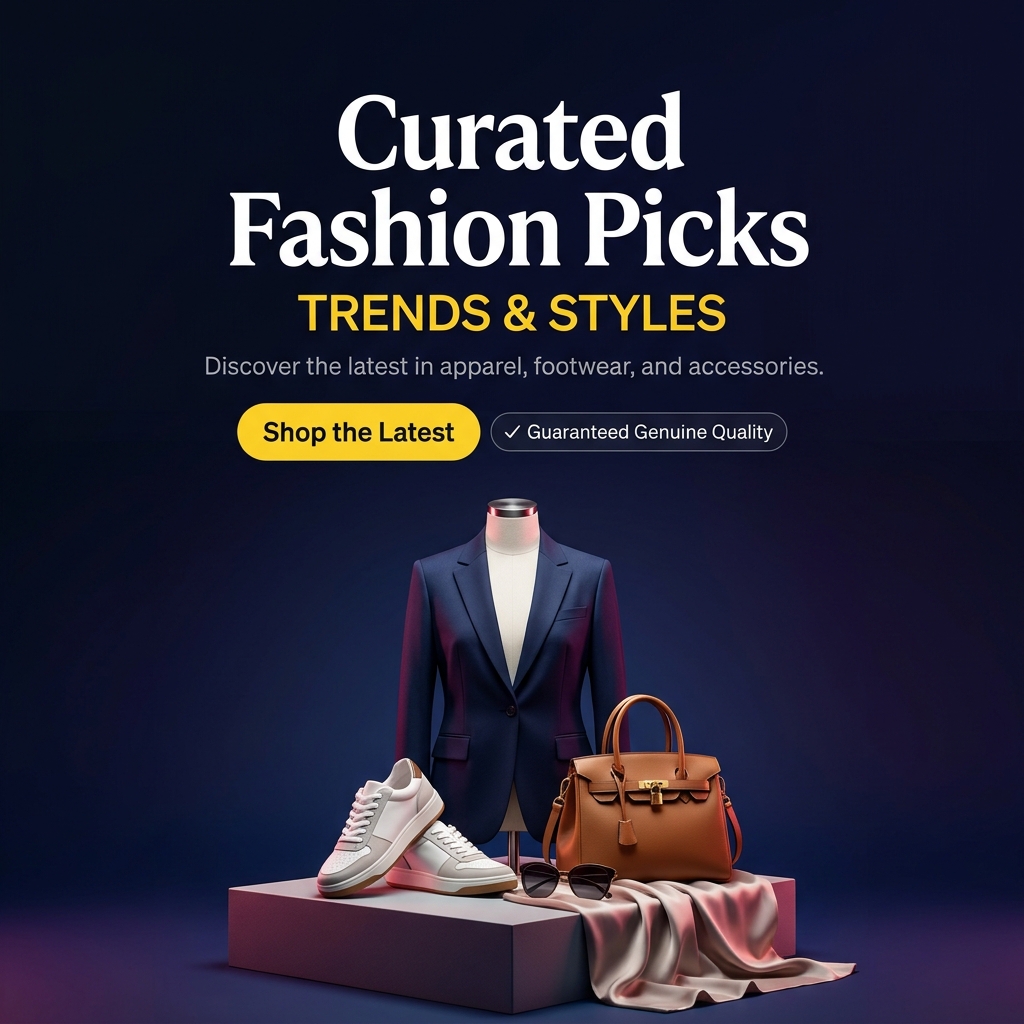 Curated
Fashion Picks
TRENDS & STYLES
Discover the latest in apparel, footwear, and accessories.
Shop the Latest
✓ Guaranteed Genuine Quality